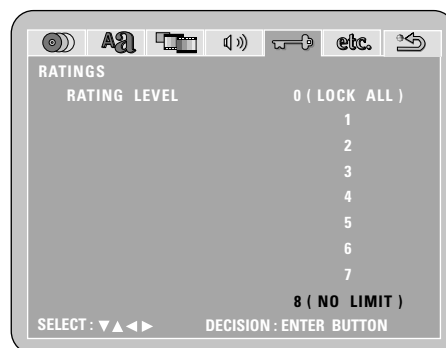 Aa etc.
RATINGS
RATING LEVEL 0 ( LOCK ALL )
1
2
3
4
5
6
7
8 ( NO LIMIT )
SELECT : ▼▲◀▶ DECISION : ENTER BUTTON